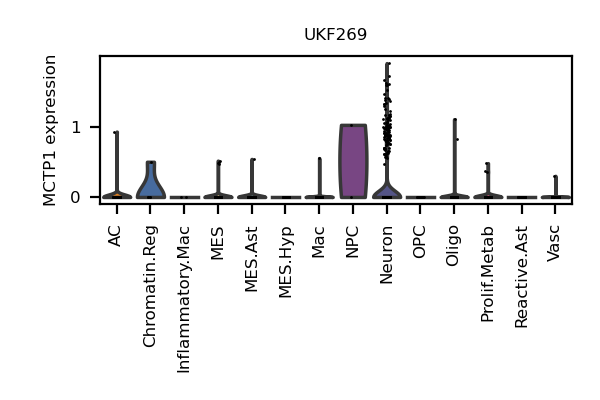 UKF269
MCTP1 expression
1
0
AC
Chromatin.Reg
Inflammatory.Mac
MES
MES.Ast
MES.Hyp
Mac
NPC
Neuron
OPC
Oligo
Prolif.Metab
Reactive.Ast
Vasc